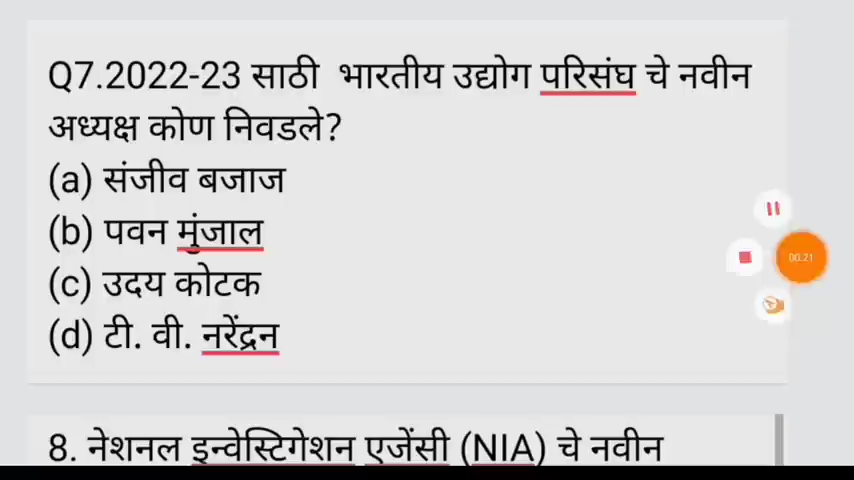 Q7.2022-23 साठी भारतीय उद्योग परिसंघ चे नवीन
अध्यक्ष कोण निवडले?
(a) संजीव बजाज
(b) पवन मुंजाल
(c) उदय कोटक
(d) टी. वी. नरेंद्रन
00:21
8. नेशनल इन्वेस्टिगेशन एजेंसी (NIA) चे नवीन